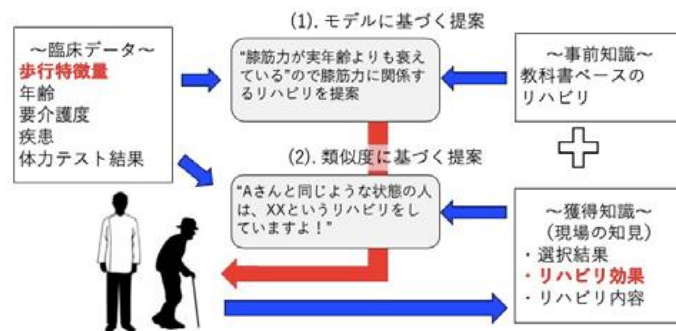 (1). モデルに基づく提案
～臨床データ～
歩行特徴量
年齢
要介護度
疾患
体力テスト結果
“膝筋力が実年齢よりも衰え
ている”ので膝筋力に関係す
るリハビリを提案
～事前知識～
教科書ベースの
リハビリ
(2). 類似度に基づく提案
“Aさんと同じような状態の人
は、XXというリハビリをし
ていますよ！”
～獲得知識～
(現場の知見)
・選択結果
・リハビリ効果
・リハビリ内容